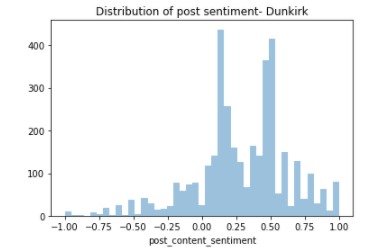 Distribution of post sentiment- Dunkirk
400
300
200
100
0
−1.00 −0.75 −0.50 −0.25 0.00 0.25 0.50 0.75 1.00
post_content_sentiment